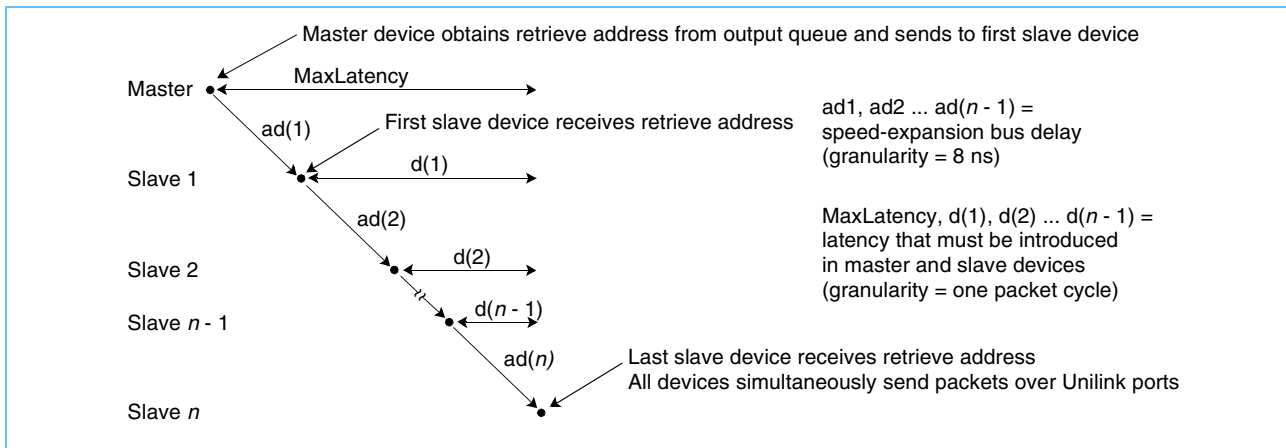 Master device obtains retrieve address from output queue and sends to first slave device
MaxLatency
Master
ad(1)
First slave device receives retrieve address
ad1, ad2 ... ad(n - 1) =
speed-expansion bus delay
(granularity = 8 ns)
d(1)
Slave 1
ad(2)
MaxLatency, d(1), d(2) ... d(n - 1) =
latency that must be introduced
in master and slave devices
(granularity = one packet cycle)
d(2)
Slave 2
d(n - 1)
Slave n - 1
ad(n)
Last slave device receives retrieve address
All devices simultaneously send packets over Unilink ports
Slave n